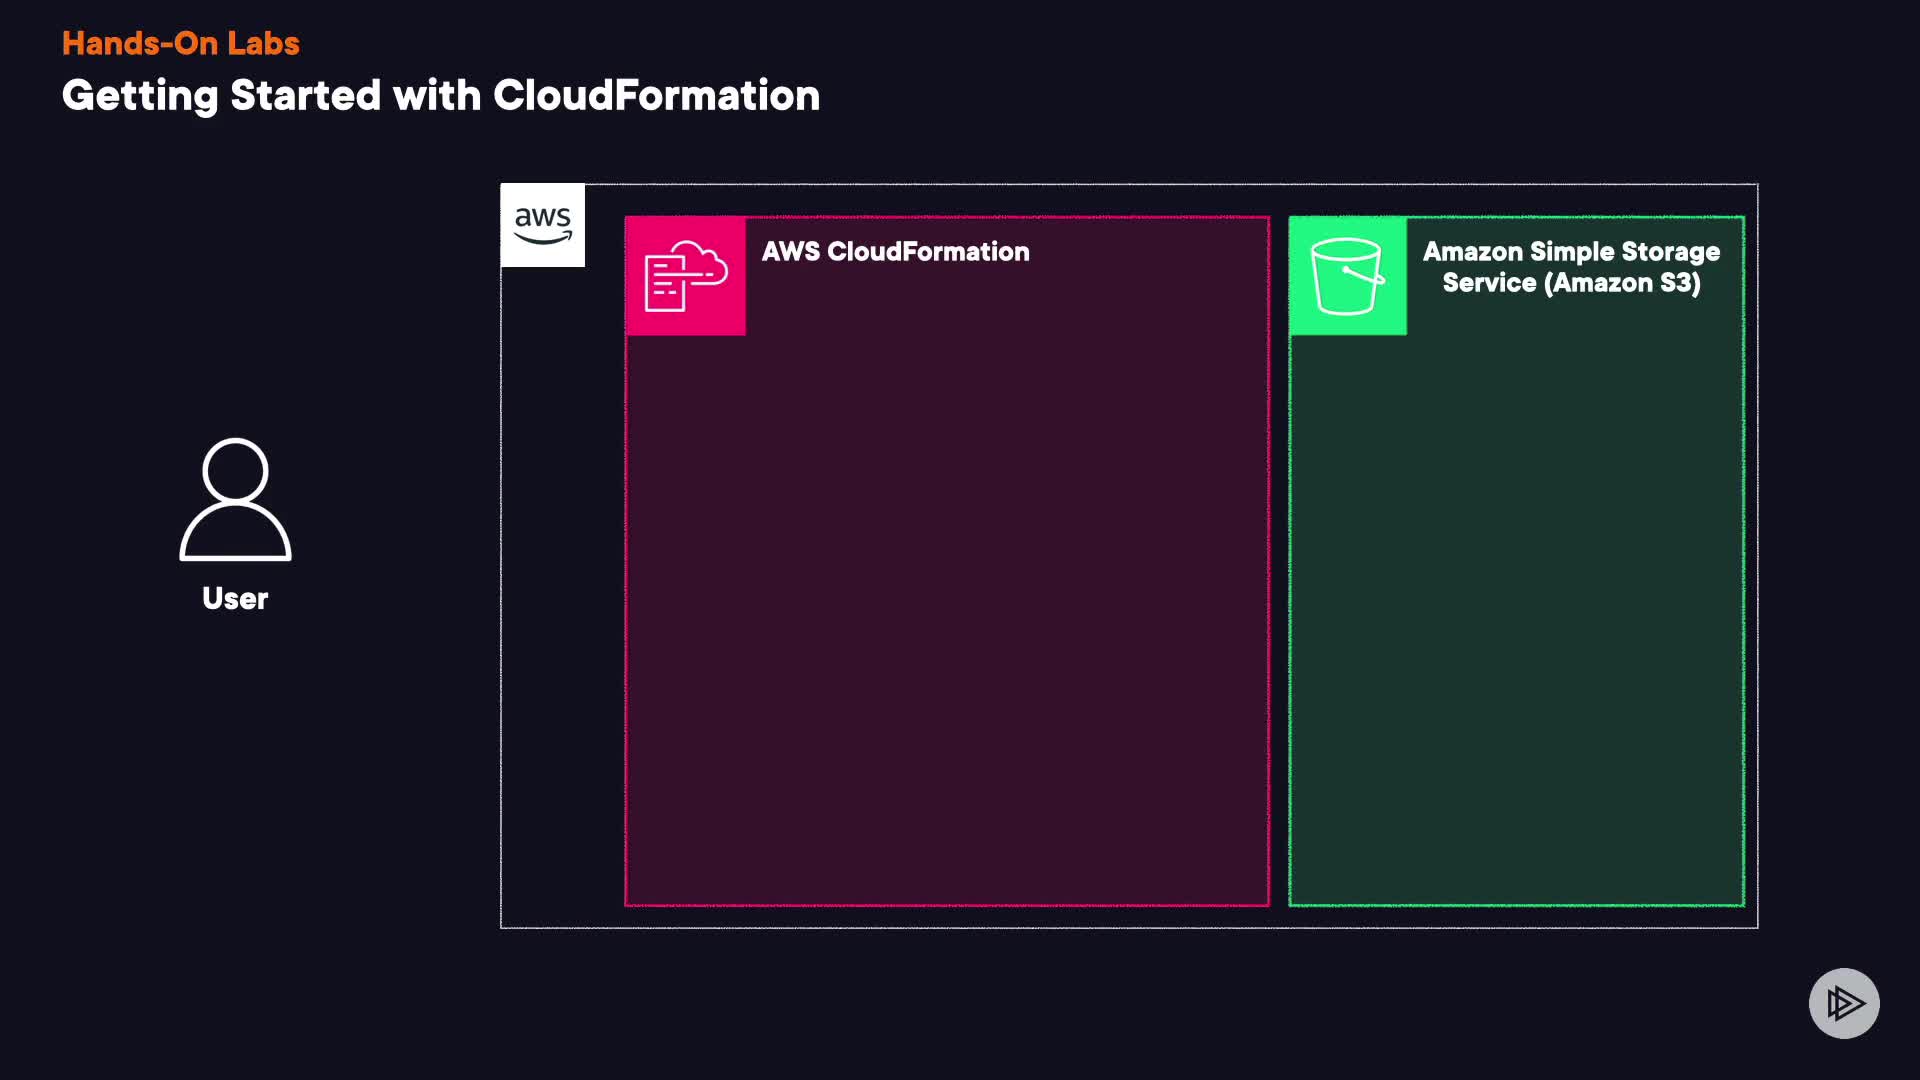 Hands-On Labs
Getting Started with CloudFormation
aws
AWS CloudFormation
Amazon Simple Storage
Service (Amazon S3)
User